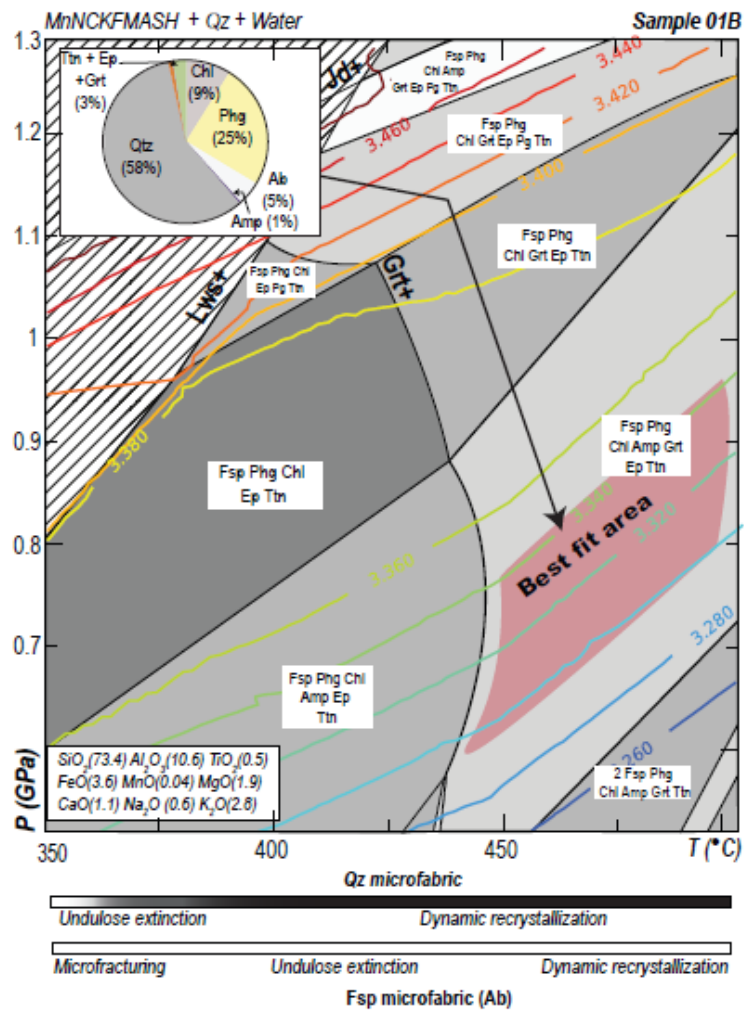 MnNCKFMASH + Qz + Water
Sample 01B
1.3
1.2
1.1
1
0.9
0.8
0.7
P (GPa)
350
400
450
T (°C)
Ttn + Ep
+Grt
(3%)
Chl
(9%)
Phg
(25%)
Qtz
(58%)
Ab
(5%)
Amp (1%)
Jd+
Lws+
Grt+
Fsp Phg
Chl Amp
Grt Ep Pg Ttn
3.440
3.420
3.460
3.400
Fsp Phg
Chl Grt Ep Pg Ttn
Fsp Phg
Chl Grt Ep Ttn
Fsp Phg Chl
Ep Pg Ttn
3.380
Fsp Phg Chl
Ep Ttn
Fsp Phg
Chl Amp Grt
Ep Ttn
3.340
3.320
Best fit area
3.360
3.280
Fsp Phg Chl
Amp Ep
Ttn
3.260
2 Fsp Phg
Chl Amp Grt Ttn
SiO2(73.4) Al2O3(10.6) TiO2(0.5)
FeO(3.6) MnO(0.04) MgO(1.9)
CaO(1.1) Na2O (0.6) K2O(2.8)
Qz microfabric
Undulose extinction Dynamic recrystallization
Microfracturing Undulose extinction Dynamic recrystallization
Fsp microfabric (Ab)